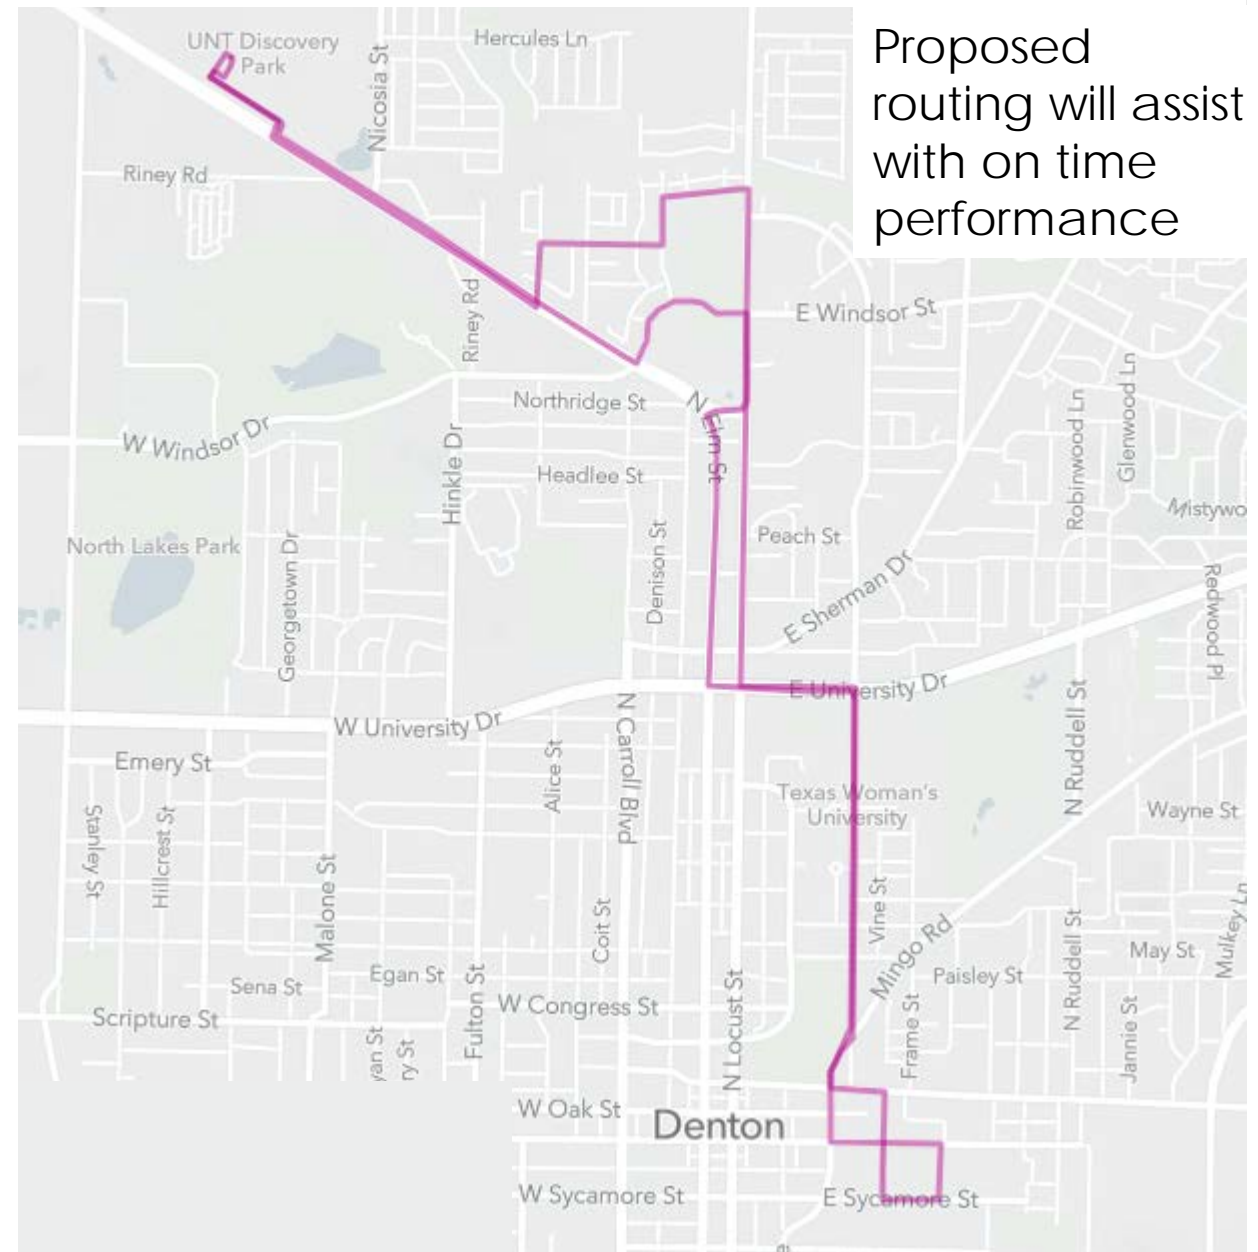 Proposed
routing will assist
with on time
performance
UNT Discovery
Park
Hercules Ln
Nicosia St
Riney Rd
Riney Rd
E Windsor St
Northridge St
N Elm St
W Windsor Dr
Hinkle Dr
Headlee St
Robinwood Ln
Glenwood Ln
Mistywo
North Lakes Park
Georgetown Dr
Denison St
Peach St
E Sherman Dr
Redwood Pl
E University Dr
W University Dr
N Carroll Blvd
N Ruddell St
Emery St
Alice St
Texas Woman's
University
Wayne St
Stanley St
Hillcrest St
Malone St
Coit St
Vine St
Mingo Rd
N Ruddell St
May St
Mulkey Ln
Egan St
Sena St
Fulton St
W Congress St
Paisley St
Scripture St
N Locust St
Frame St
Jannie St
yan St
ry St
W Oak St
Denton
W Sycamore St
E Sycamore St